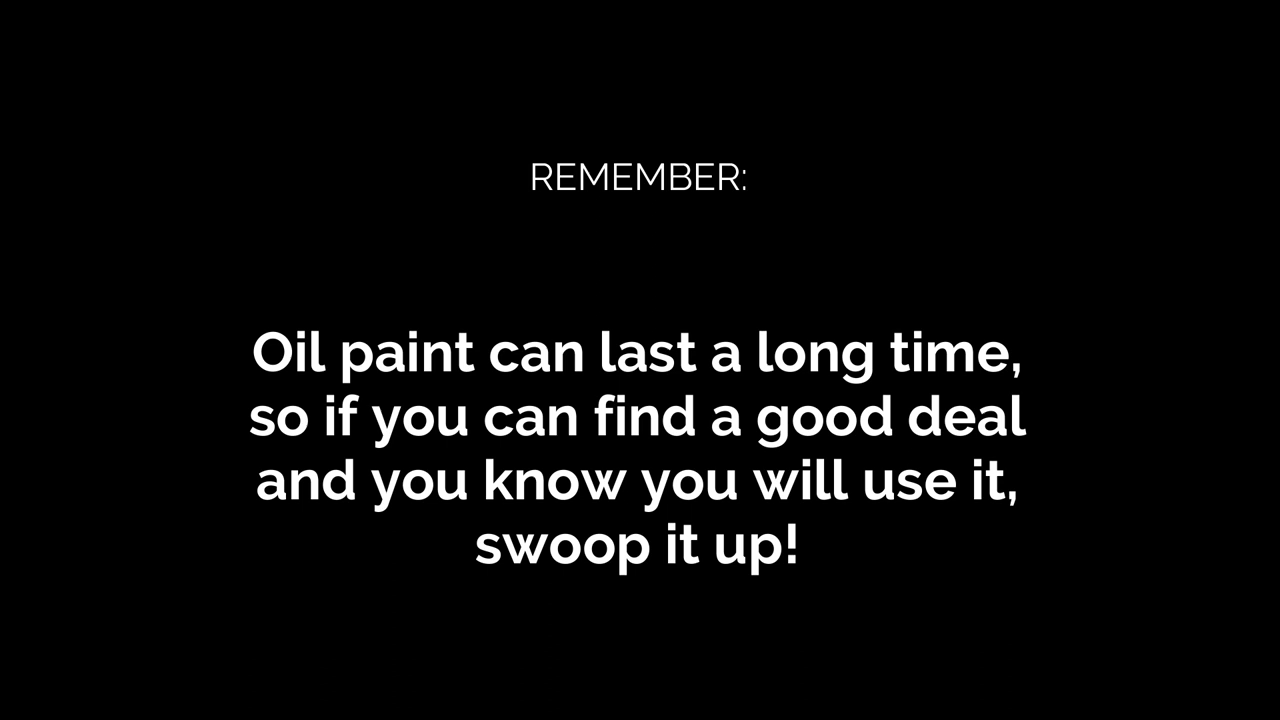 REMEMBER:
Oil paint can last a long time,
so if you can find a good deal
and you know you will use it,
swoop it up!